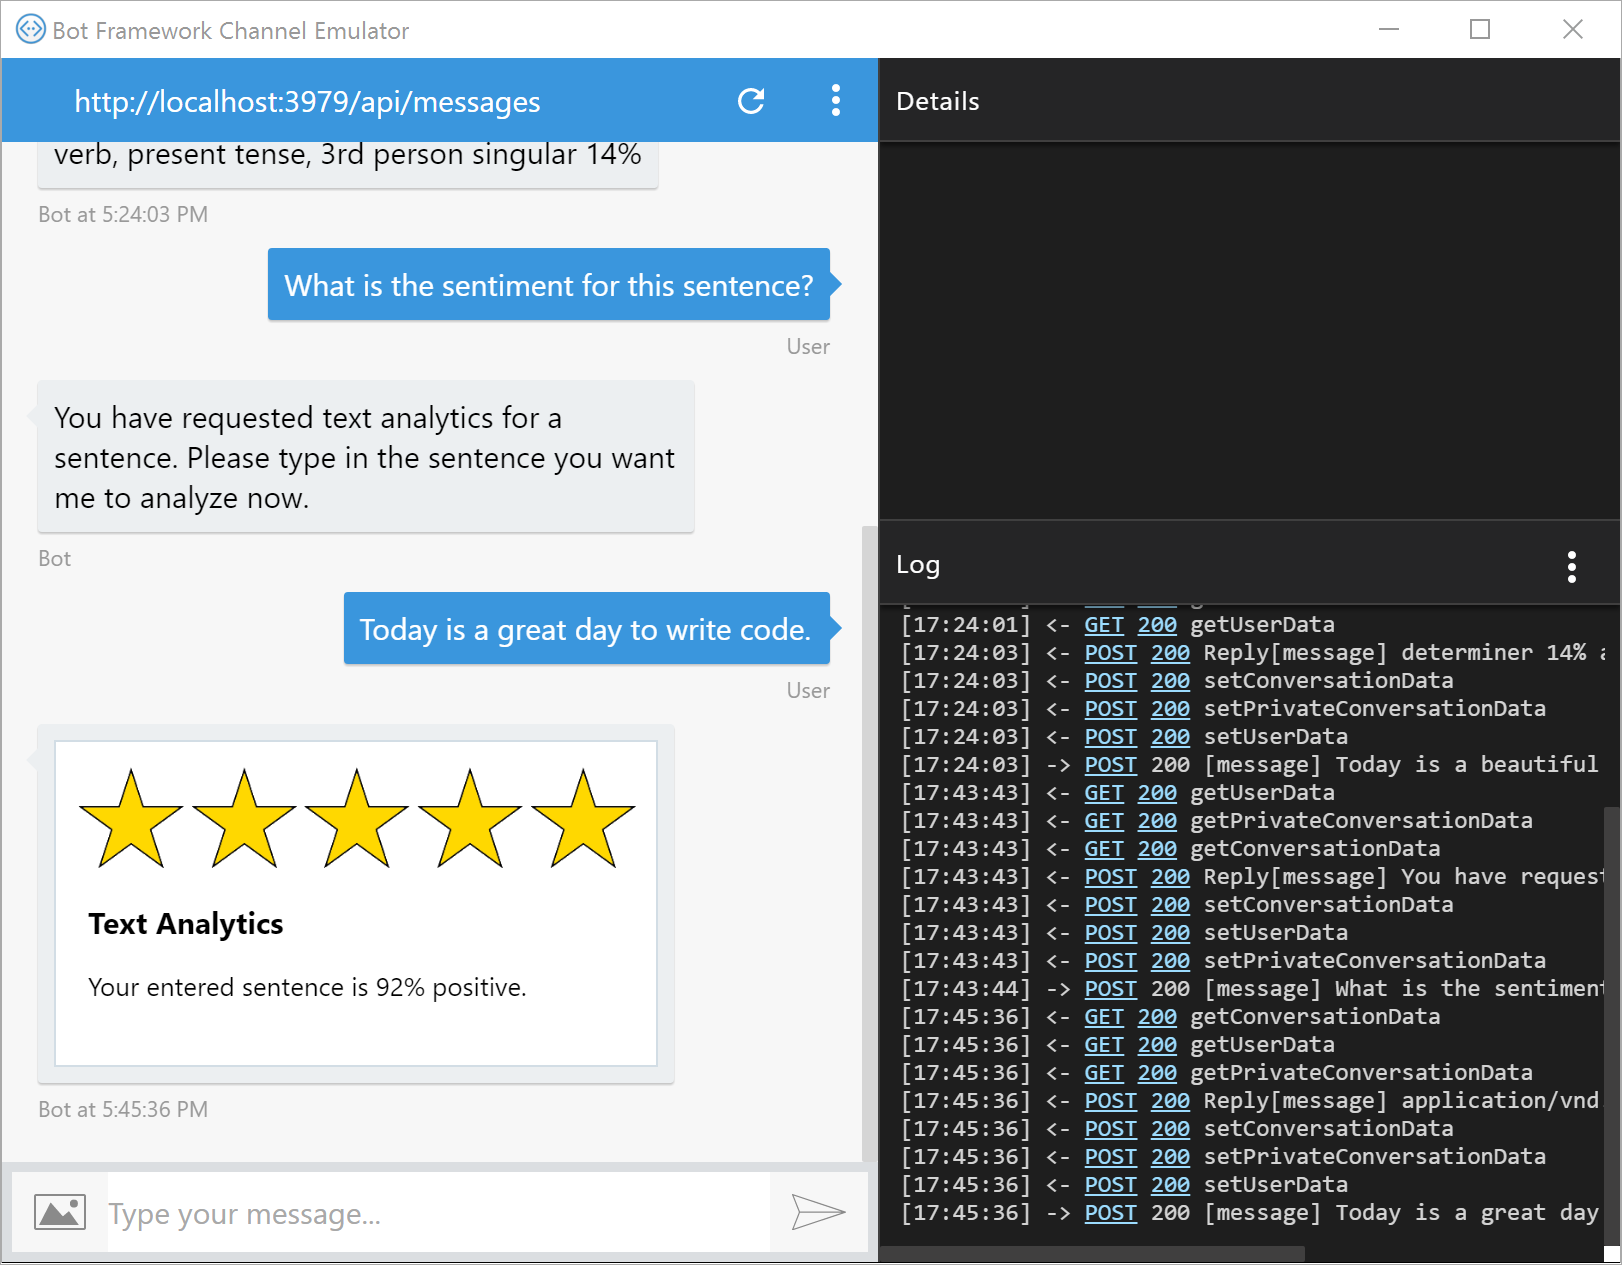 Bot Framework Channel Emulator
http://localhost:3979/api/messages
verb, present tense, 3rd person singular 14%
Bot at 5:24:03 PM
What is the sentiment for this sentence?
User
You have requested text analytics for a
sentence. Please type in the sentence you want
me to analyze now.
Bot
Today is a great day to write code.
User
Text Analytics
Your entered sentence is 92% positive.
Bot at 5:45:36 PM
Type your message...
Details
Log
[17:24:01] <- GET 200 getUserData
[17:24:03] <- POST 200 Reply[message] determiner 14% a
[17:24:03] <- POST 200 setConversationData
[17:24:03] <- POST 200 setPrivateConversationData
[17:24:03] <- POST 200 setUserData
[17:24:03] -> POST 200 [message] Today is a beautiful
[17:43:43] <- GET 200 getUserData
[17:43:43] <- GET 200 getPrivateConversationData
[17:43:43] <- GET 200 getConversationData
[17:43:43] <- POST 200 Reply[message] You have request
[17:43:43] <- POST 200 setConversationData
[17:43:43] <- POST 200 setUserData
[17:43:43] <- POST 200 setPrivateConversationData
[17:43:44] -> POST 200 [message] What is the sentiment
[17:45:36] <- GET 200 getConversationData
[17:45:36] <- GET 200 getUserData
[17:45:36] <- GET 200 getPrivateConversationData
[17:45:36] <- POST 200 Reply[message] application/vnd.
[17:45:36] <- POST 200 setConversationData
[17:45:36] <- POST 200 setPrivateConversationData
[17:45:36] <- POST 200 setUserData
[17:45:36] -> POST 200 [message] Today is a great day